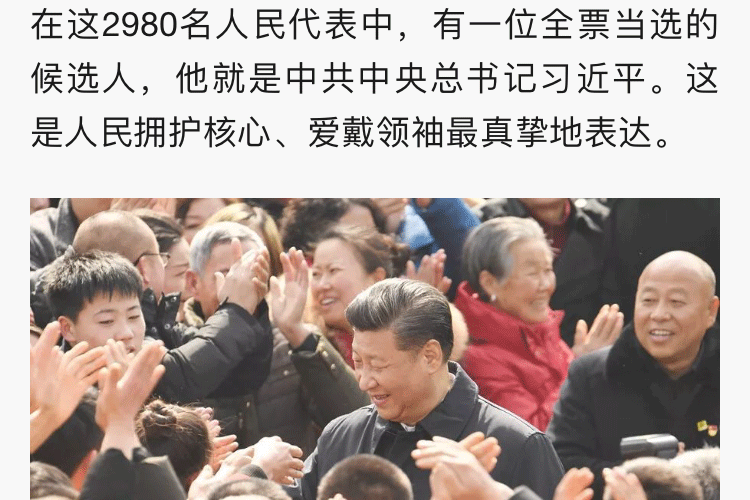 在这2980名人民代表中，有一位全票当选的
候选人，他就是中共中央总书记习近平。这
是人民拥护核心、爱戴领袖最真挚地表达。